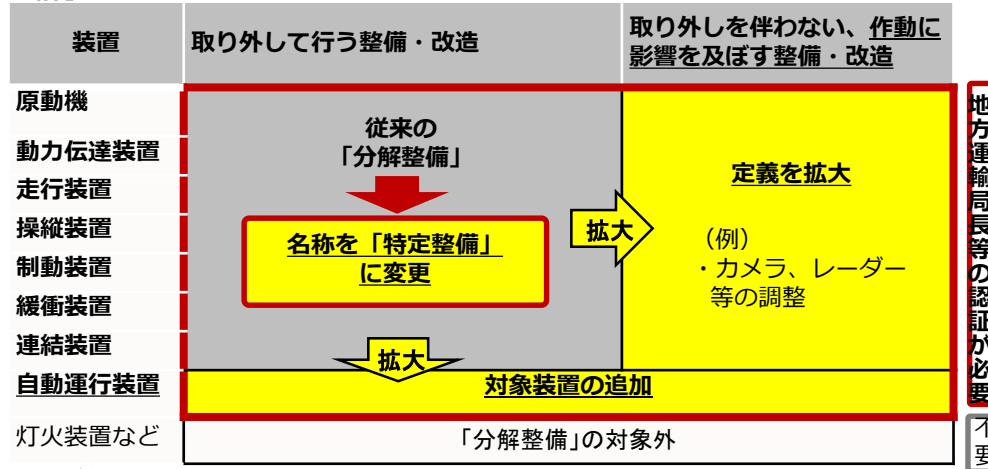 装置
取り外して行う整備・改造
取り外しを伴わない、作動に
影響を及ぼす整備・改造
原動機
動力伝達装置
走行装置
操縦装置
制動装置
緩衝装置
連結装置
自動運行装置
灯火装置など
従来の
「分解整備」
名称を「特定整備」
に変更
拡大
拡大
定義を拡大
（例）
・カメラ、レーダー
等の調整
対象装置の追加
「分解整備」の対象外
地方運輸局長等の認証が必要
不要